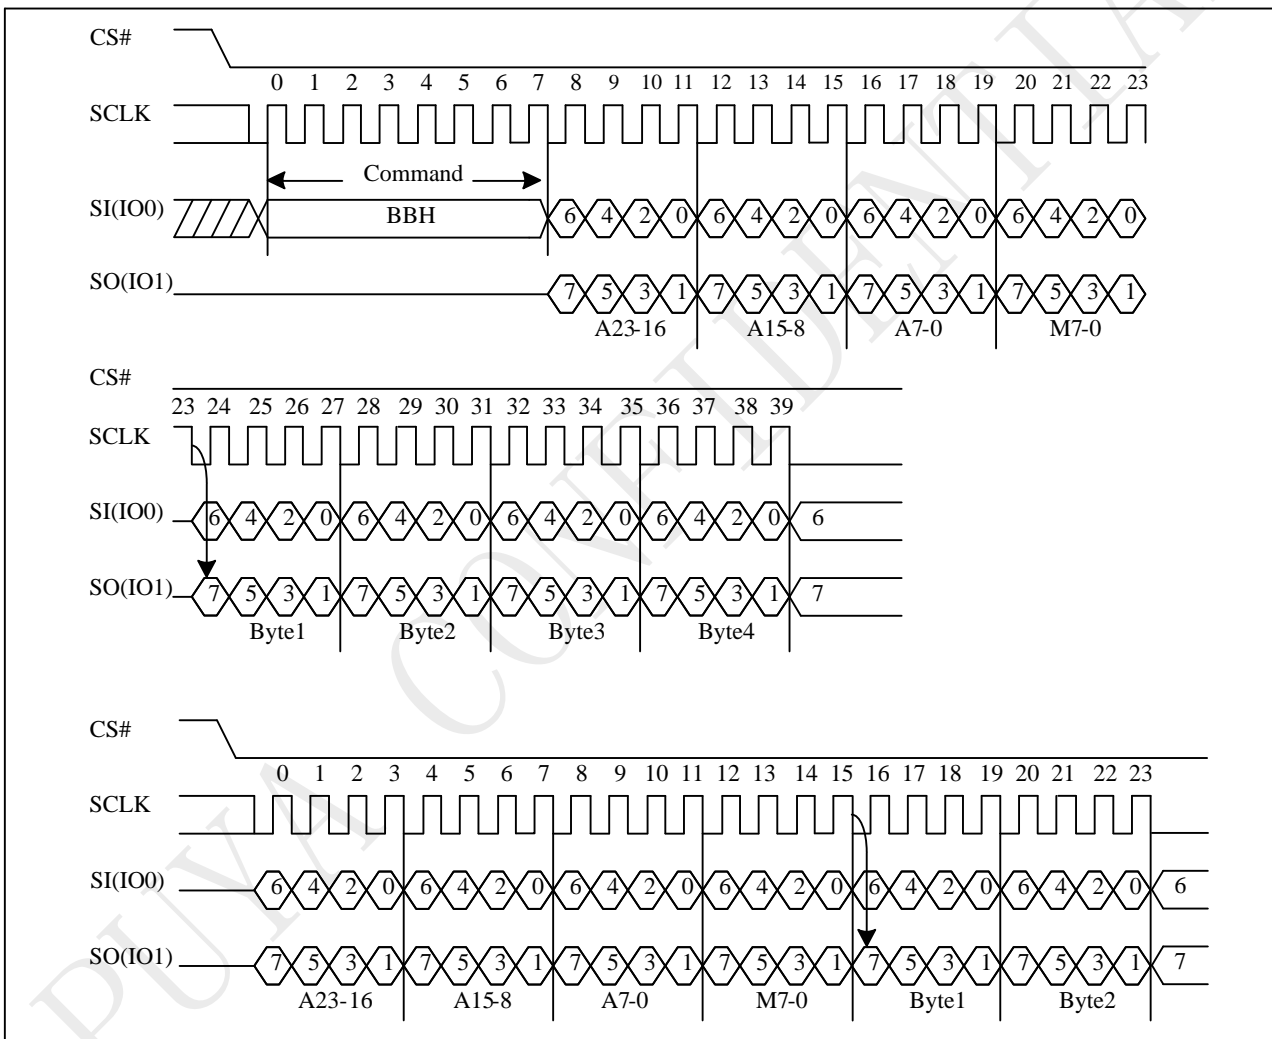 CS#
0 1 2 3 4 5 6 7 8 9 10 11 12 13 14 15 16 17 18 19 20 21 22 23
SCLK
Command
SI(IO0) BBH 6 4 2 0 6 4 2 0 6 4 2 0 6 4 2 0
SO(IO1) 7 5 3 1 7 5 3 1 7 5 3 1 7 5 3 1
A23-16 A15-8 A7-0 M7-0
CS#
23 24 25 26 27 28 29 30 31 32 33 34 35 36 37 38 39
SCLK
SI(IO0) 6 4 2 0 6 4 2 0 6 4 2 0 6 4 2 0 6
SO(IO1) 7 5 3 1 7 5 3 1 7 5 3 1 7 5 3 1 7
Byte1 Byte2 Byte3 Byte4
CS#
0 1 2 3 4 5 6 7 8 9 10 11 12 13 14 15 16 17 18 19 20 21 22 23
SCLK
SI(IO0) 6 4 2 0 6 4 2 0 6 4 2 0 6 4 2 0 6 4 2 0 6 4 2 0 6
SO(IO1) 7 5 3 1 7 5 3 1 7 5 3 1 7 5 3 1 7 5 3 1 7 5 3 1 7
A23-16 A15-8 A7-0 M7-0 Byte1 Byte2
PUYA CONFIDENTIAL